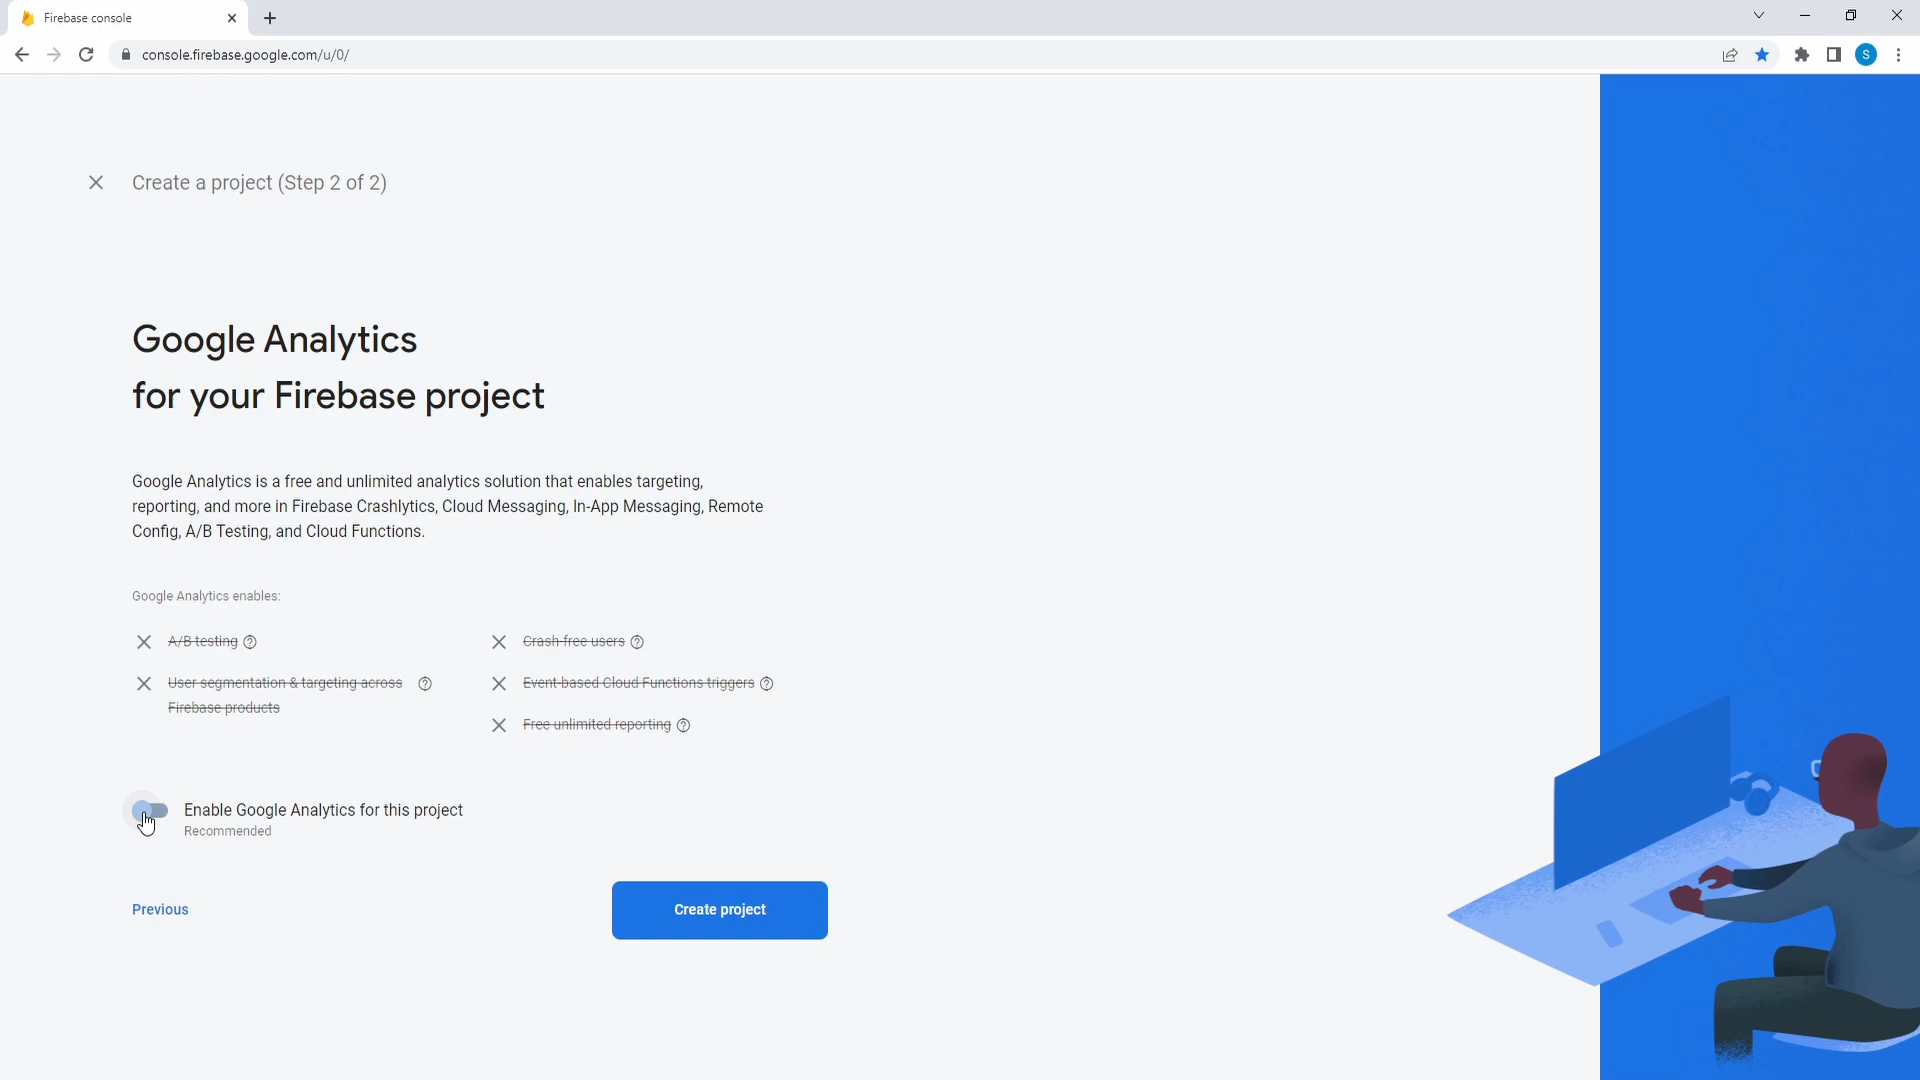 Firebase console
console.firebase.google.com/u/0/
S
Create a project (Step 2 of 2)
Google Analytics
for your Firebase project
Google Analytics is a free and unlimited analytics solution that enables targeting,
reporting, and more in Firebase Crashlytics, Cloud Messaging, In-App Messaging, Remote
Config, A/B Testing, and Cloud Functions.
Google Analytics enables:
A/B testing
Crash-free users
User segmentation & targeting across
Firebase products
Event-based Cloud Functions triggers
Free unlimited reporting
Enable Google Analytics for this project
Recommended
Previous
Create project